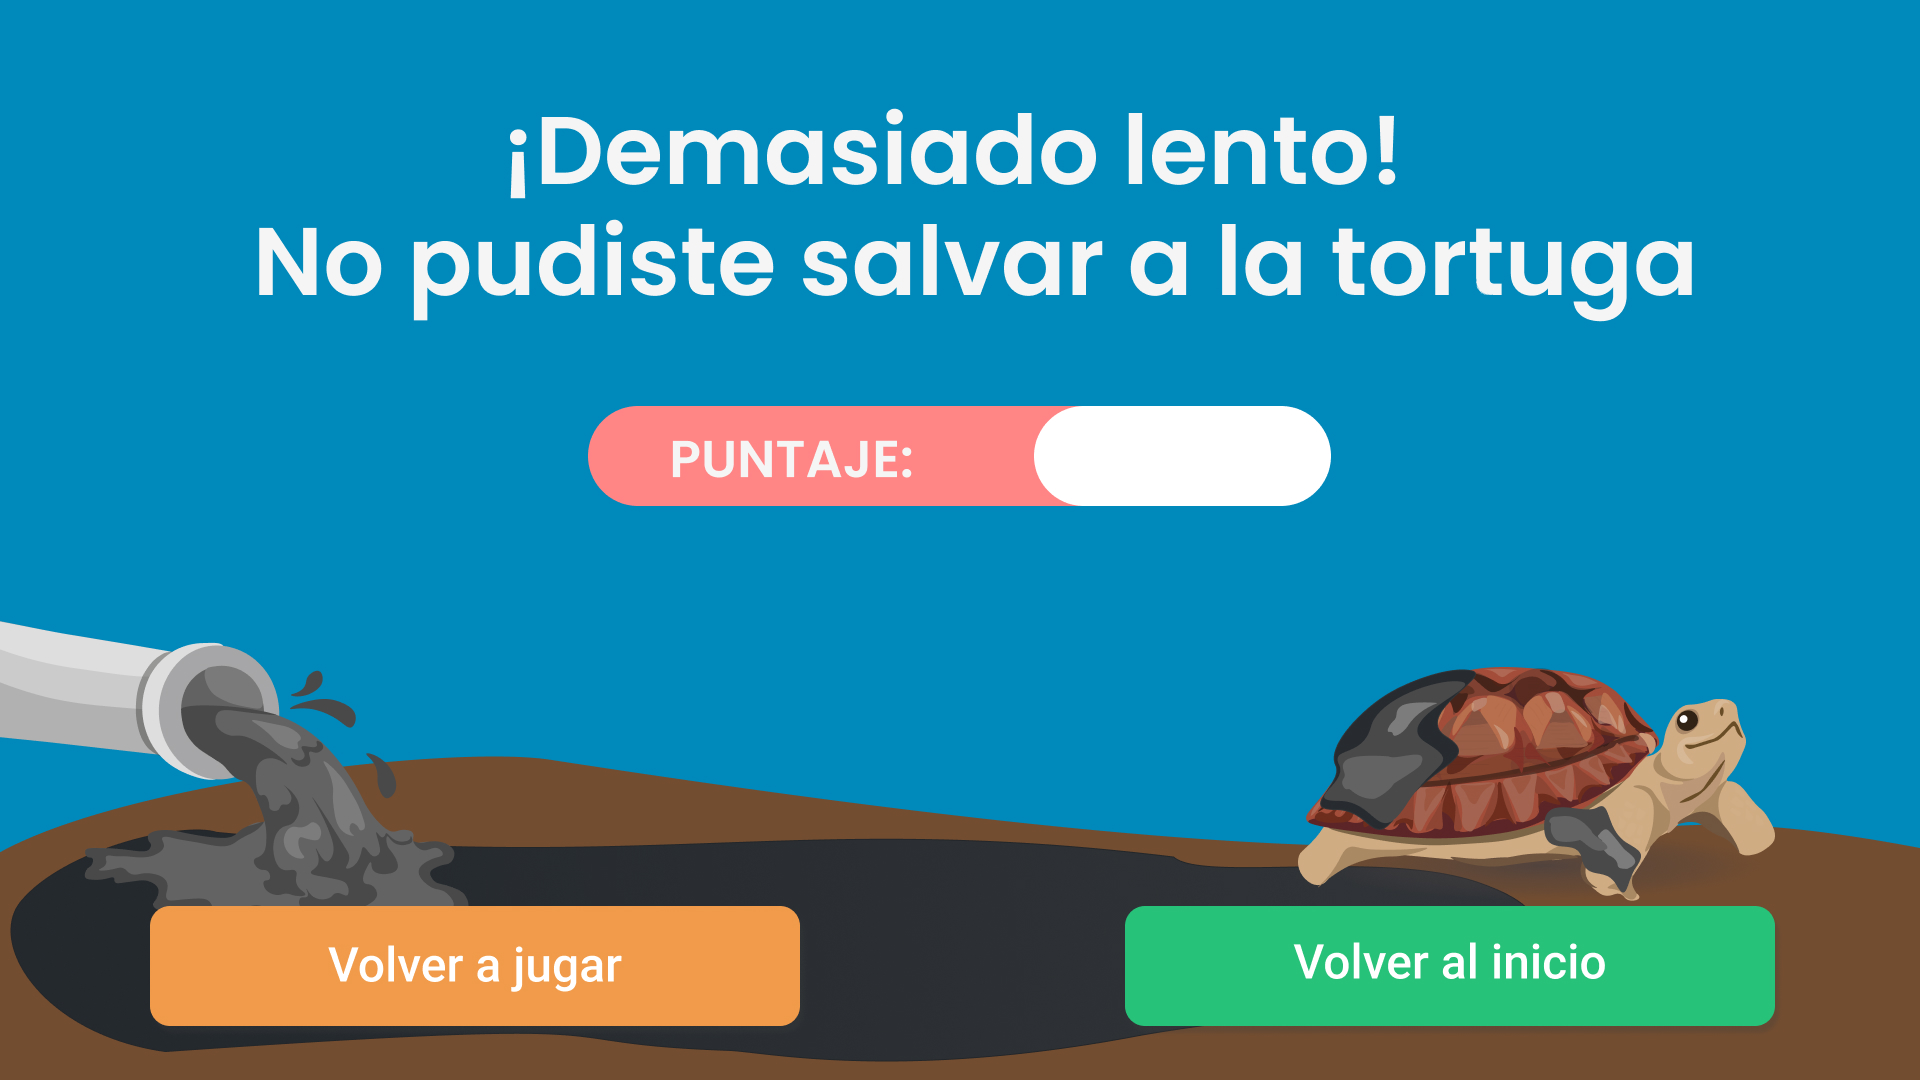 ¡Demasiado lento!
No pudiste salvar a la tortuga
PUNTAJE:
Volver a jugar
Volver al inicio